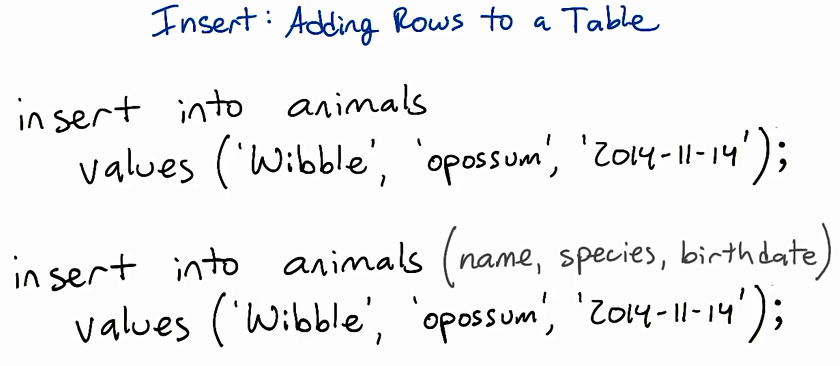 Insert: Adding Rows to a Table
insert into animals
values ('Wibble', 'opossum', '2014-11-14');
insert into animals (name, species, birthdate)
values ('Wibble', 'opossum', '2014-11-14');